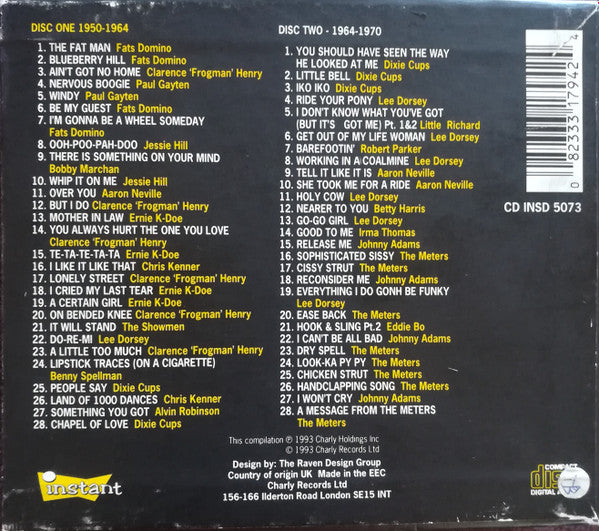 DISC ONE 1950-1964
1. THE FAT MAN Fats Domino
2. BLUEBERRY HILL Fats Domino
3. AIN'T GOT NO HOME Clarence 'Frogman' Henry
4. NERVOUS BOOGIE Paul Gayten
5. WINDY Paul Gayten
6. BE MY GUEST Fats Domino
7. I'M GONNA BE A WHEEL SOMEDAY
Fats Domino
8. OOH-POO-PAH-DOO Jessie Hill
9. THERE IS SOMETHING ON YOUR MIND
Bobby Marchan
10. WHIP IT ON ME Jessie Hill
11. OVER YOU Aaron Neville
12. BUT I DO Clarence 'Frogman' Henry
13. MOTHER IN LAW Ernie K-Doe
14. YOU ALWAYS HURT THE ONE YOU LOVE
Clarence 'Frogman' Henry
15. TE-TA-TE-TA-TA Ernie K-Doe
16. I LIKE IT LIKE THAT Chris Kenner
17. LONELY STREET Clarence 'Frogman' Henry
18. I CRIED MY LAST TEAR Ernie K-Doe
19. A CERTAIN GIRL Ernie K-Doe
20. ON BENDED KNEE Clarence 'Frogman' Henry
21. IT WILL STAND The Showmen
22. DO-RE-MI Lee Dorsey
23. A LITTLE TOO MUCH Clarence 'Frogman' Henry
24. LIPSTICK TRACES (ON A CIGARETTE)
Benny Spellman
25. PEOPLE SAY Dixie Cups
26. LAND OF 1000 DANCES Chris Kenner
27. SOMETHING YOU GOT Alvin Robinson
28. CHAPEL OF LOVE Dixie Cups
DISC TWO - 1964-1970
1. YOU SHOULD HAVE SEEN THE WAY
HE LOOKED AT ME Dixie Cups
2. LITTLE BELL Dixie Cups
3. IKO IKO Dixie Cups
4. RIDE YOUR PONY Lee Dorsey
5. I DON'T KNOW WHAT YOU'VE GOT
(BUT IT'S GOT ME) Pt. 1&2 Little Richard
6. GET OUT OF MY LIFE WOMAN Lee Dorsey
7. BAREFOOTIN' Robert Parker
8. WORKING IN A COALMINE Lee Dorsey
9. TELL IT LIKE IT IS Aaron Neville
10. SHE TOOK ME FOR A RIDE Aaron Neville
11. HOLY COW Lee Dorsey
12. NEARER TO YOU Betty Harris
13. GO-GO GIRL Lee Dorsey
14. GOOD TO ME Irma Thomas
15. RELEASE ME Johnny Adams
16. SOPHISTICATED SISSY The Meters
17. CISSY STRUT The Meters
18. RECONSIDER ME Johnny Adams
19. EVERYTHING I DO GONH BE FUNKY
Lee Dorsey
20. EASE BACK The Meters
21. HOOK & SLING Pt.2 Eddie Bo
22. I CAN'T BE ALL BAD Johnny Adams
23. DRY SPELL The Meters
24. LOOK-KA PY PY The Meters
25. CHICKEN STRUT The Meters
26. HANDCLAPPING SONG The Meters
27. I WON'T CRY Johnny Adams
28. A MESSAGE FROM THE METERS
The Meters
0 82333 17942 4
CD INSD 5073
This compilation ℗ 1993 Charly Holdings Inc
© 1993 Charly Records Ltd
Design by: The Raven Design Group
Country of origin UK Made in the EEC
Charly Records Ltd
156-166 Ilderton Road London SE15 INT
instant
COMPACT
DIGITAL